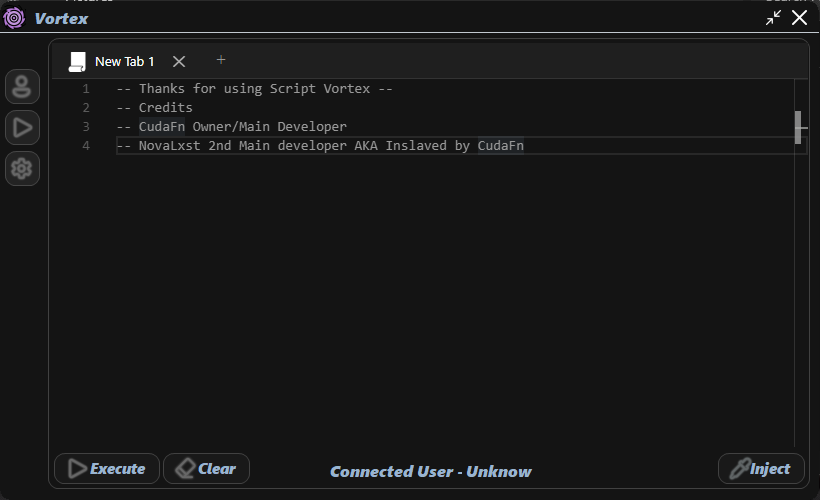 Vortex
New Tab 1
+
1 -- Thanks for using Script Vortex --
2 -- Credits
3 -- CudaFn Owner/Main Developer
4 -- NovaLxst 2nd Main developer AKA Inslaved by CudaFn
Execute
Clear
Connected User - Unknow
Inject